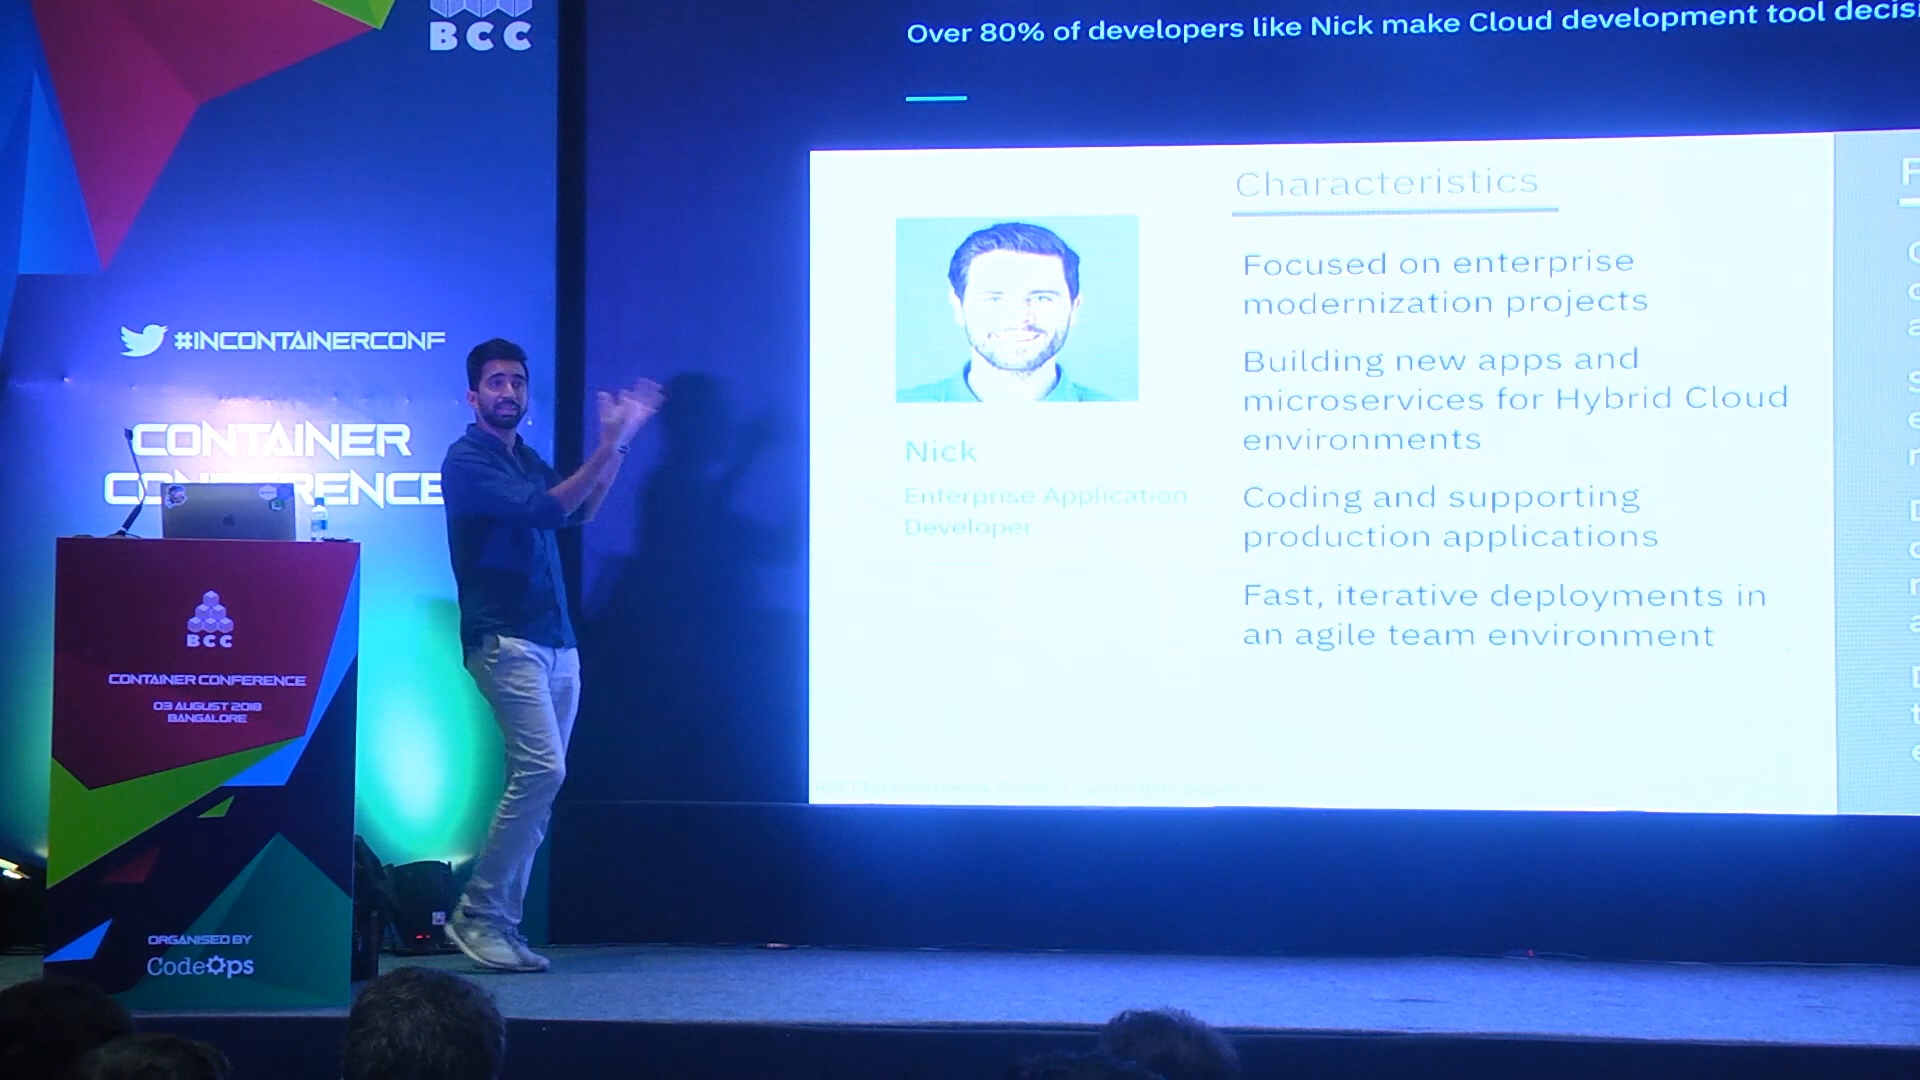 BCC
#INCONTAINERCONF
CONTAINER
BCC
CONTAINER CONFERENCE
03 AUGUST 2018
BANGALORE
ORGANISED BY
CodeOps
Over 80% of developers like Nick make Cloud development tool
Nick
Enterprise Application
Developer
Characteristics
Focused on enterprise
modernization projects
Building new apps and
microservices for Hybrid Cloud
environments
Coding and supporting
production applications
Fast, iterative deployments in
an agile team environment